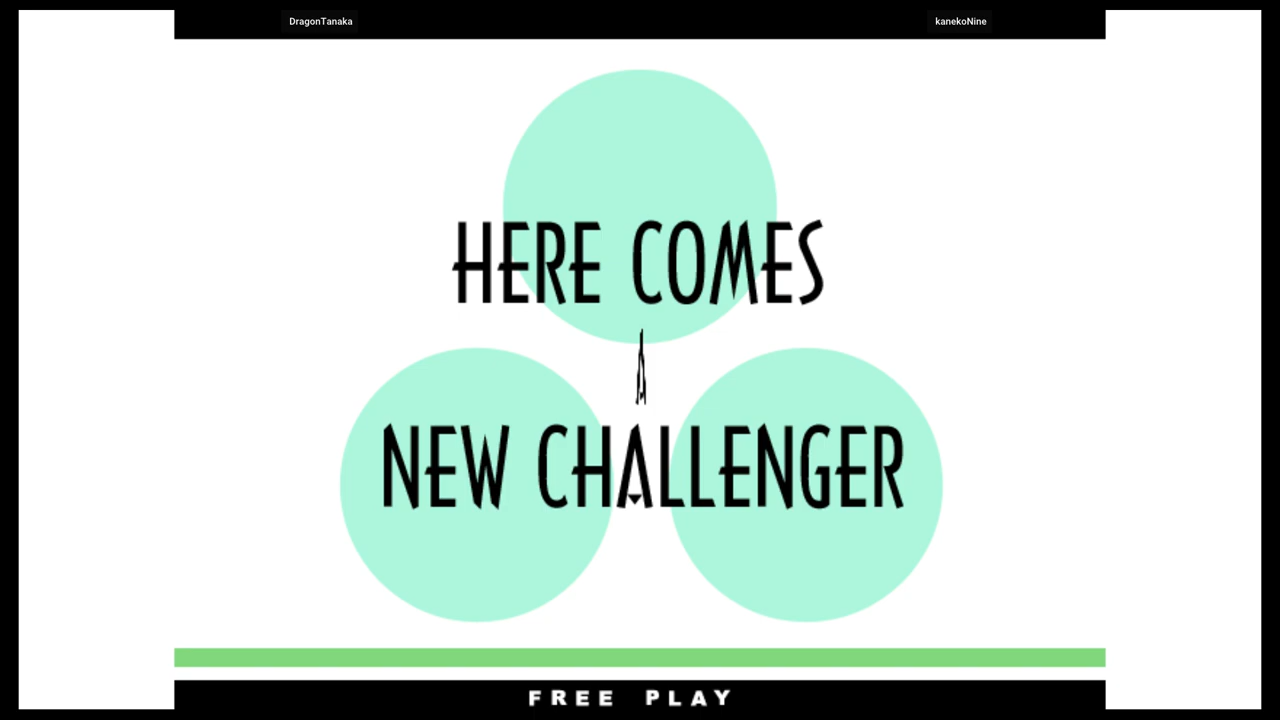 DragonTanaka
kanekoNine
HERE COMES
A
NEW CHALLENGER
FREE PLAY